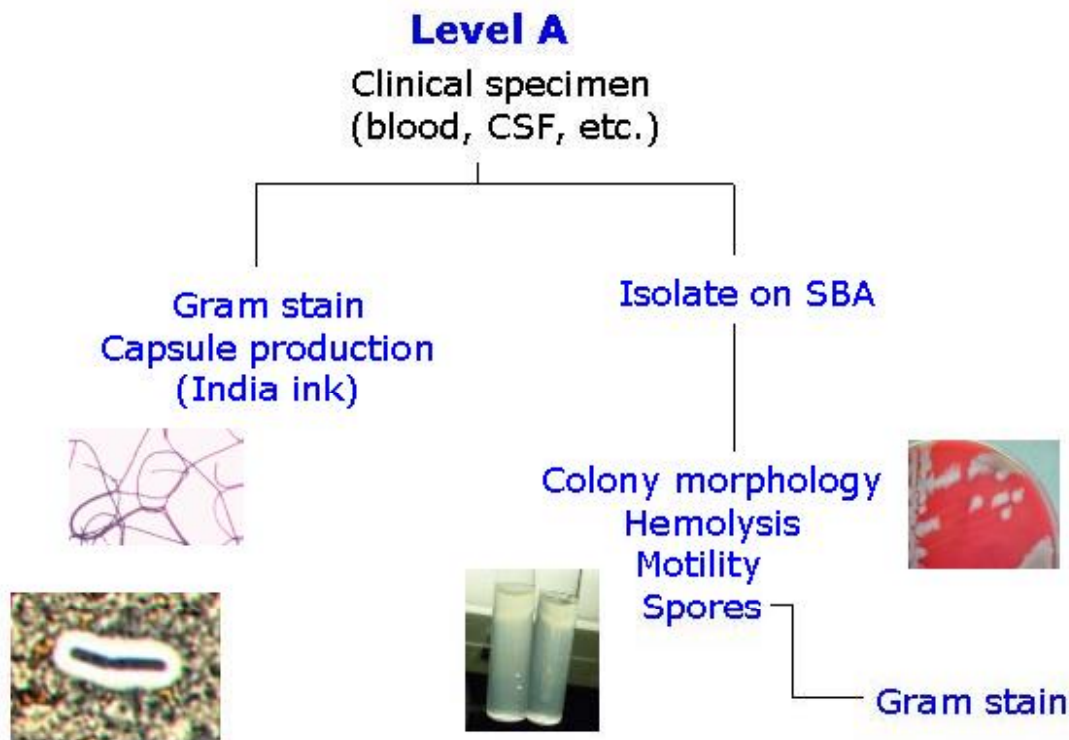 Level A
Clinical specimen
(blood, CSF, etc.)
Gram stain
Capsule production
(India ink)
Isolate on SBA
Colony morphology
Hemolysis
Motility
Spores
Gram stain